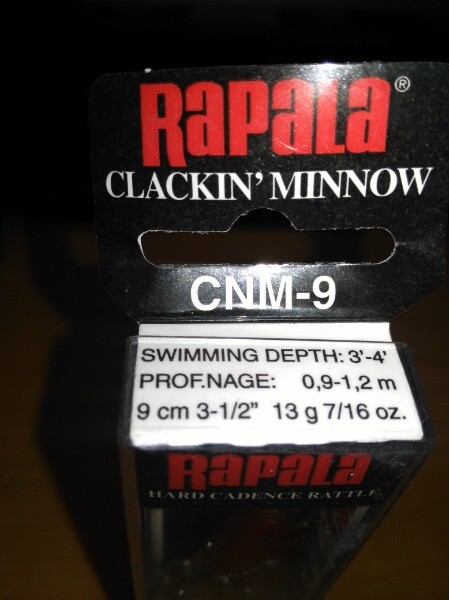 RAPALA®
CLACKIN' MINNOW
CNM-9
SWIMMING DEPTH: 3'-4'
PROF.NAGE: 0,9-1,2 m
9 cm 3-1/2" 13 g 7/16 oz.
RAPALA
HARD CADENCE RATTLE